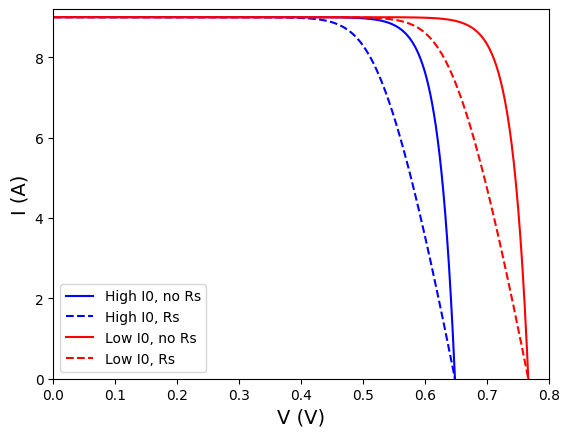 8
6
4
2
0
I (A)
High I0, no Rs
High I0, Rs
Low I0, no Rs
Low I0, Rs
0.0 0.1 0.2 0.3 0.4 0.5 0.6 0.7 0.8
V (V)